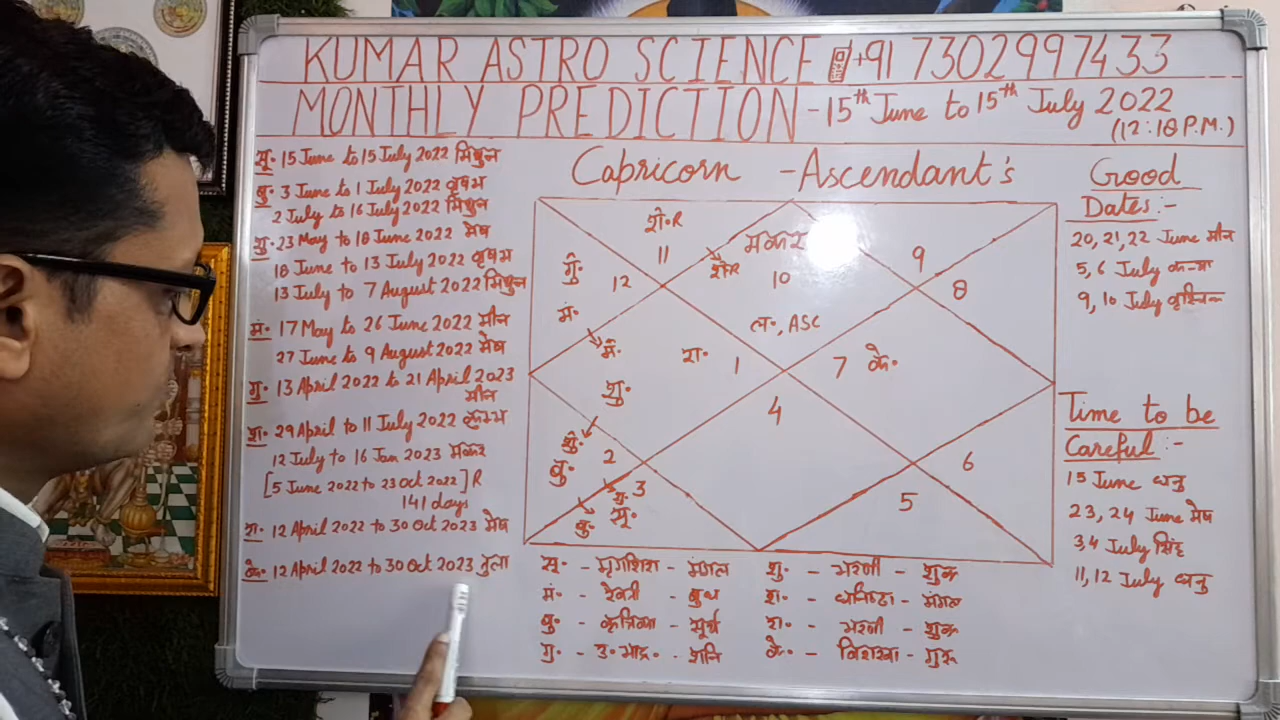 KUMAR ASTRO SCIENCE +91 7302997433
MONTHLY PREDICTION - 15th June to 15th July 2022
(12:18 P.M.)
सू॰ 15 June to 15 July 2022 मिथुन
बु॰ 3 June to 1 July 2022 वृषभ
2 July to 16 July 2022 मिथुन
शु॰ 23 May to 18 June 2022 मेष
18 June to 13 July 2022 वृषभ
13 July to 7 August 2022 मिथुन
मं॰ 17 May to 26 June 2022 मीन
27 June to 9 August 2022 मेष
गु॰ 13 April 2022 to 21 April 2023
मीन
श॰ 29 April to 11 July 2022 कुम्भ
12 July to 16 Jan 2023 मकर
[5 June 2022 to 23 Oct 2022] R
141 days
रा॰ 12 April 2022 to 30 Oct 2023 मेष
के॰ 12 April 2022 to 30 Oct 2023 तुला
Capricorn - Ascendant's
श॰R
11
श॰R
मकर
10
9
8
गु॰
12
मं॰
मं॰
ल॰, ASC
रा॰
1
7 के॰
शु॰
4
शु॰
बु॰
2
3
शु॰
सू॰
बु॰
5
6
सू॰ - मृगशिरा - मंगल
मं॰ - रेवती - बुध
बु॰ - कृत्तिका - सूर्य
गु॰ - उ॰भाद्र॰ - शनि
शु॰ - भरणी - शुक्र
श॰ - धनिष्ठा - मंगल
रा॰ - भरणी - शुक्र
के॰ - विशाखा - गुरू
Good
Dates:-
20, 21, 22 June मीन
5, 6 July कन्या
9, 10 July वृश्चिक
Time to be
Careful:-
15 June धनु
23, 24 June मेष
3,4 July सिंह
11, 12 July धनु